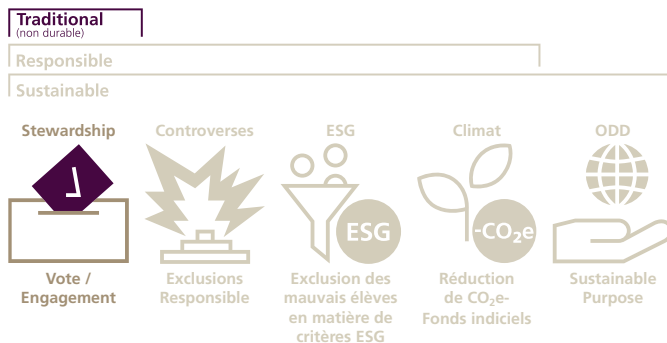 Traditional
(non durable)
Responsible
Sustainable
Stewardship
Controverses
ESG
Climat
ODD
ESG
-CO₂e
Vote /
Engagement
Exclusions
Responsible
Exclusion des
mauvais élèves
en matière de
critères ESG
Réduction
de CO₂e-
Fonds indiciels
Sustainable
Purpose